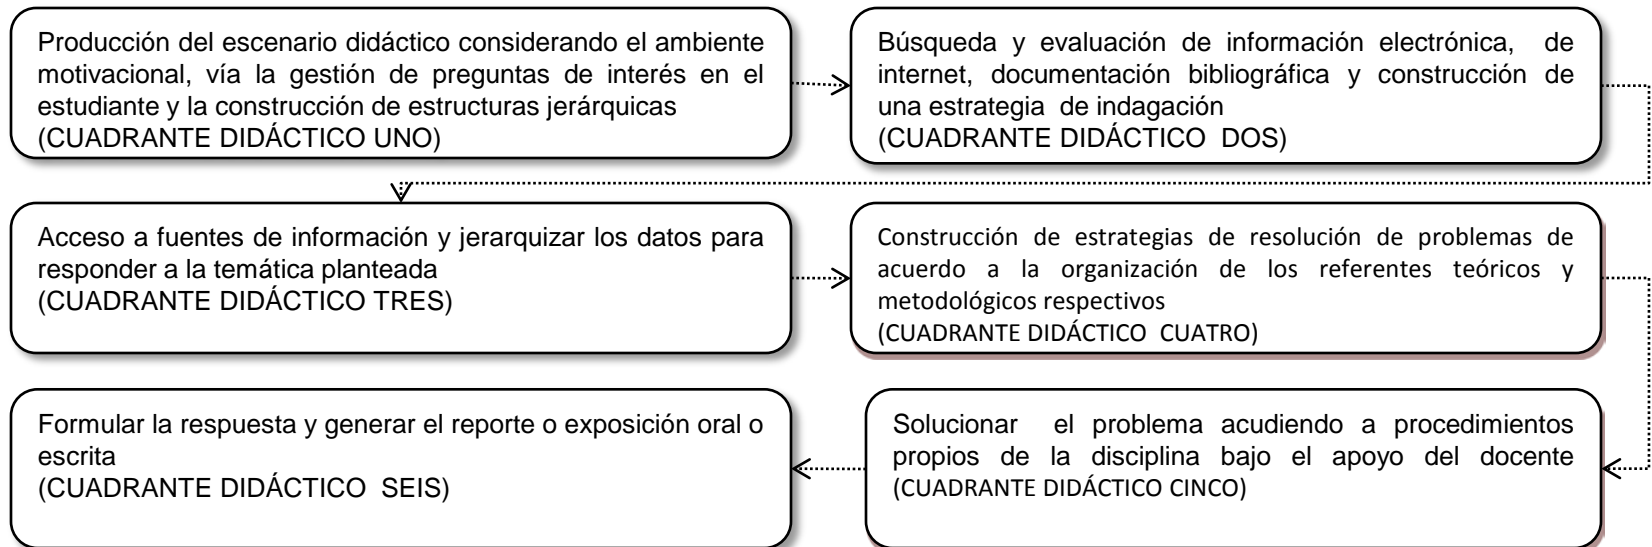 Producción del escenario didáctico considerando el ambiente
motivacional, vía la gestión de preguntas de interés en el
estudiante y la construcción de estructuras jerárquicas
(CUADRANTE DIDÁCTICO UNO)
Búsqueda y evaluación de información electrónica, de
internet, documentación bibliográfica y construcción de
una estrategia de indagación
(CUADRANTE DIDÁCTICO DOS)
Acceso a fuentes de información y jerarquizar los datos para
responder a la temática planteada
(CUADRANTE DIDÁCTICO TRES)
Construcción de estrategias de resolución de problemas de
acuerdo a la organización de los referentes teóricos y
metodológicos respectivos
(CUADRANTE DIDÁCTICO CUATRO)
Formular la respuesta y generar el reporte o exposición oral o
escrita
(CUADRANTE DIDÁCTICO SEIS)
Solucionar el problema acudiendo a procedimientos
propios de la disciplina bajo el apoyo del docente
(CUADRANTE DIDÁCTICO CINCO)